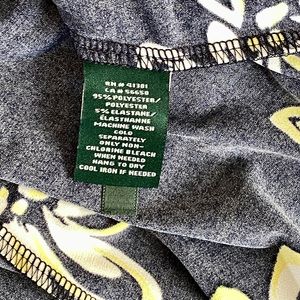 RN # 41381
CA # 56650
95% POLYESTER/
POLYESTER
5% ELASTANE/
ÉLASTHANNE
MACHINE WASH
COLD
SEPARATELY
ONLY NON-
CHLORINE BLEACH
WHEN NEEDED
HANG TO DRY
COOL IRON IF NEEDED